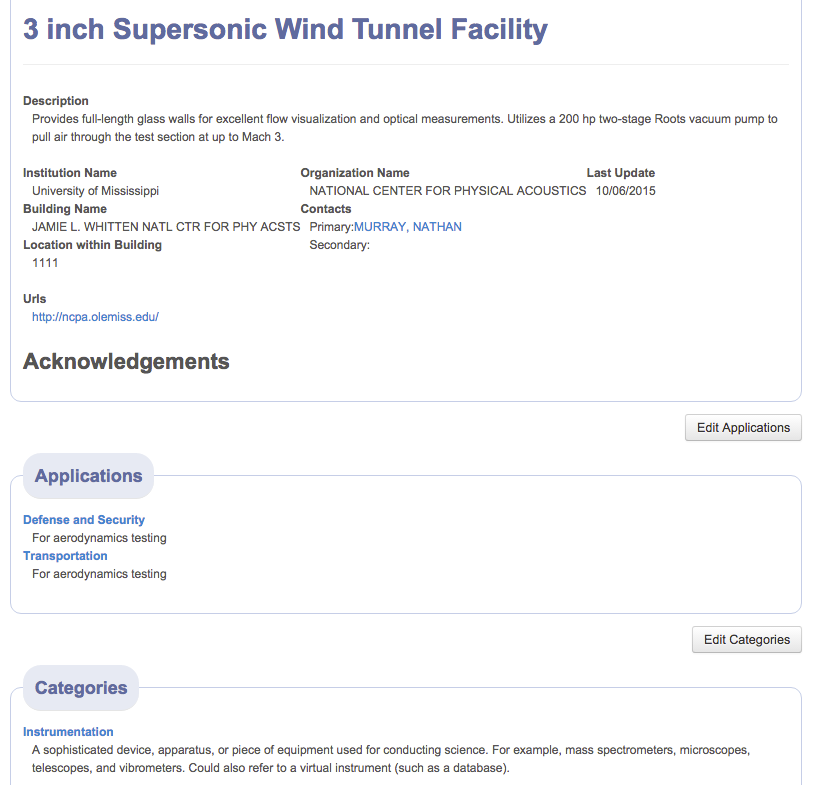 3 inch Supersonic Wind Tunnel Facility
Description
Provides full-length glass walls for excellent flow visualization and optical measurements. Utilizes a 200 hp two-stage Roots vacuum pump to
pull air through the test section at up to Mach 3.
Institution Name Organization Name Last Update
University of Mississippi NATIONAL CENTER FOR PHYSICAL ACOUSTICS 10/06/2015
Building Name Contacts
JAMIE L. WHITTEN NATL CTR FOR PHY ACSTS Primary:MURRAY, NATHAN
Location within Building Secondary:
1111
Urls
http://ncpa.olemiss.edu/
Acknowledgements
Edit Applications
Applications
Defense and Security
For aerodynamics testing
Transportation
For aerodynamics testing
Edit Categories
Categories
Instrumentation
A sophisticated device, apparatus, or piece of equipment used for conducting science. For example, mass spectrometers, microscopes,
telescopes, and vibrometers. Could also refer to a virtual instrument (such as a database).